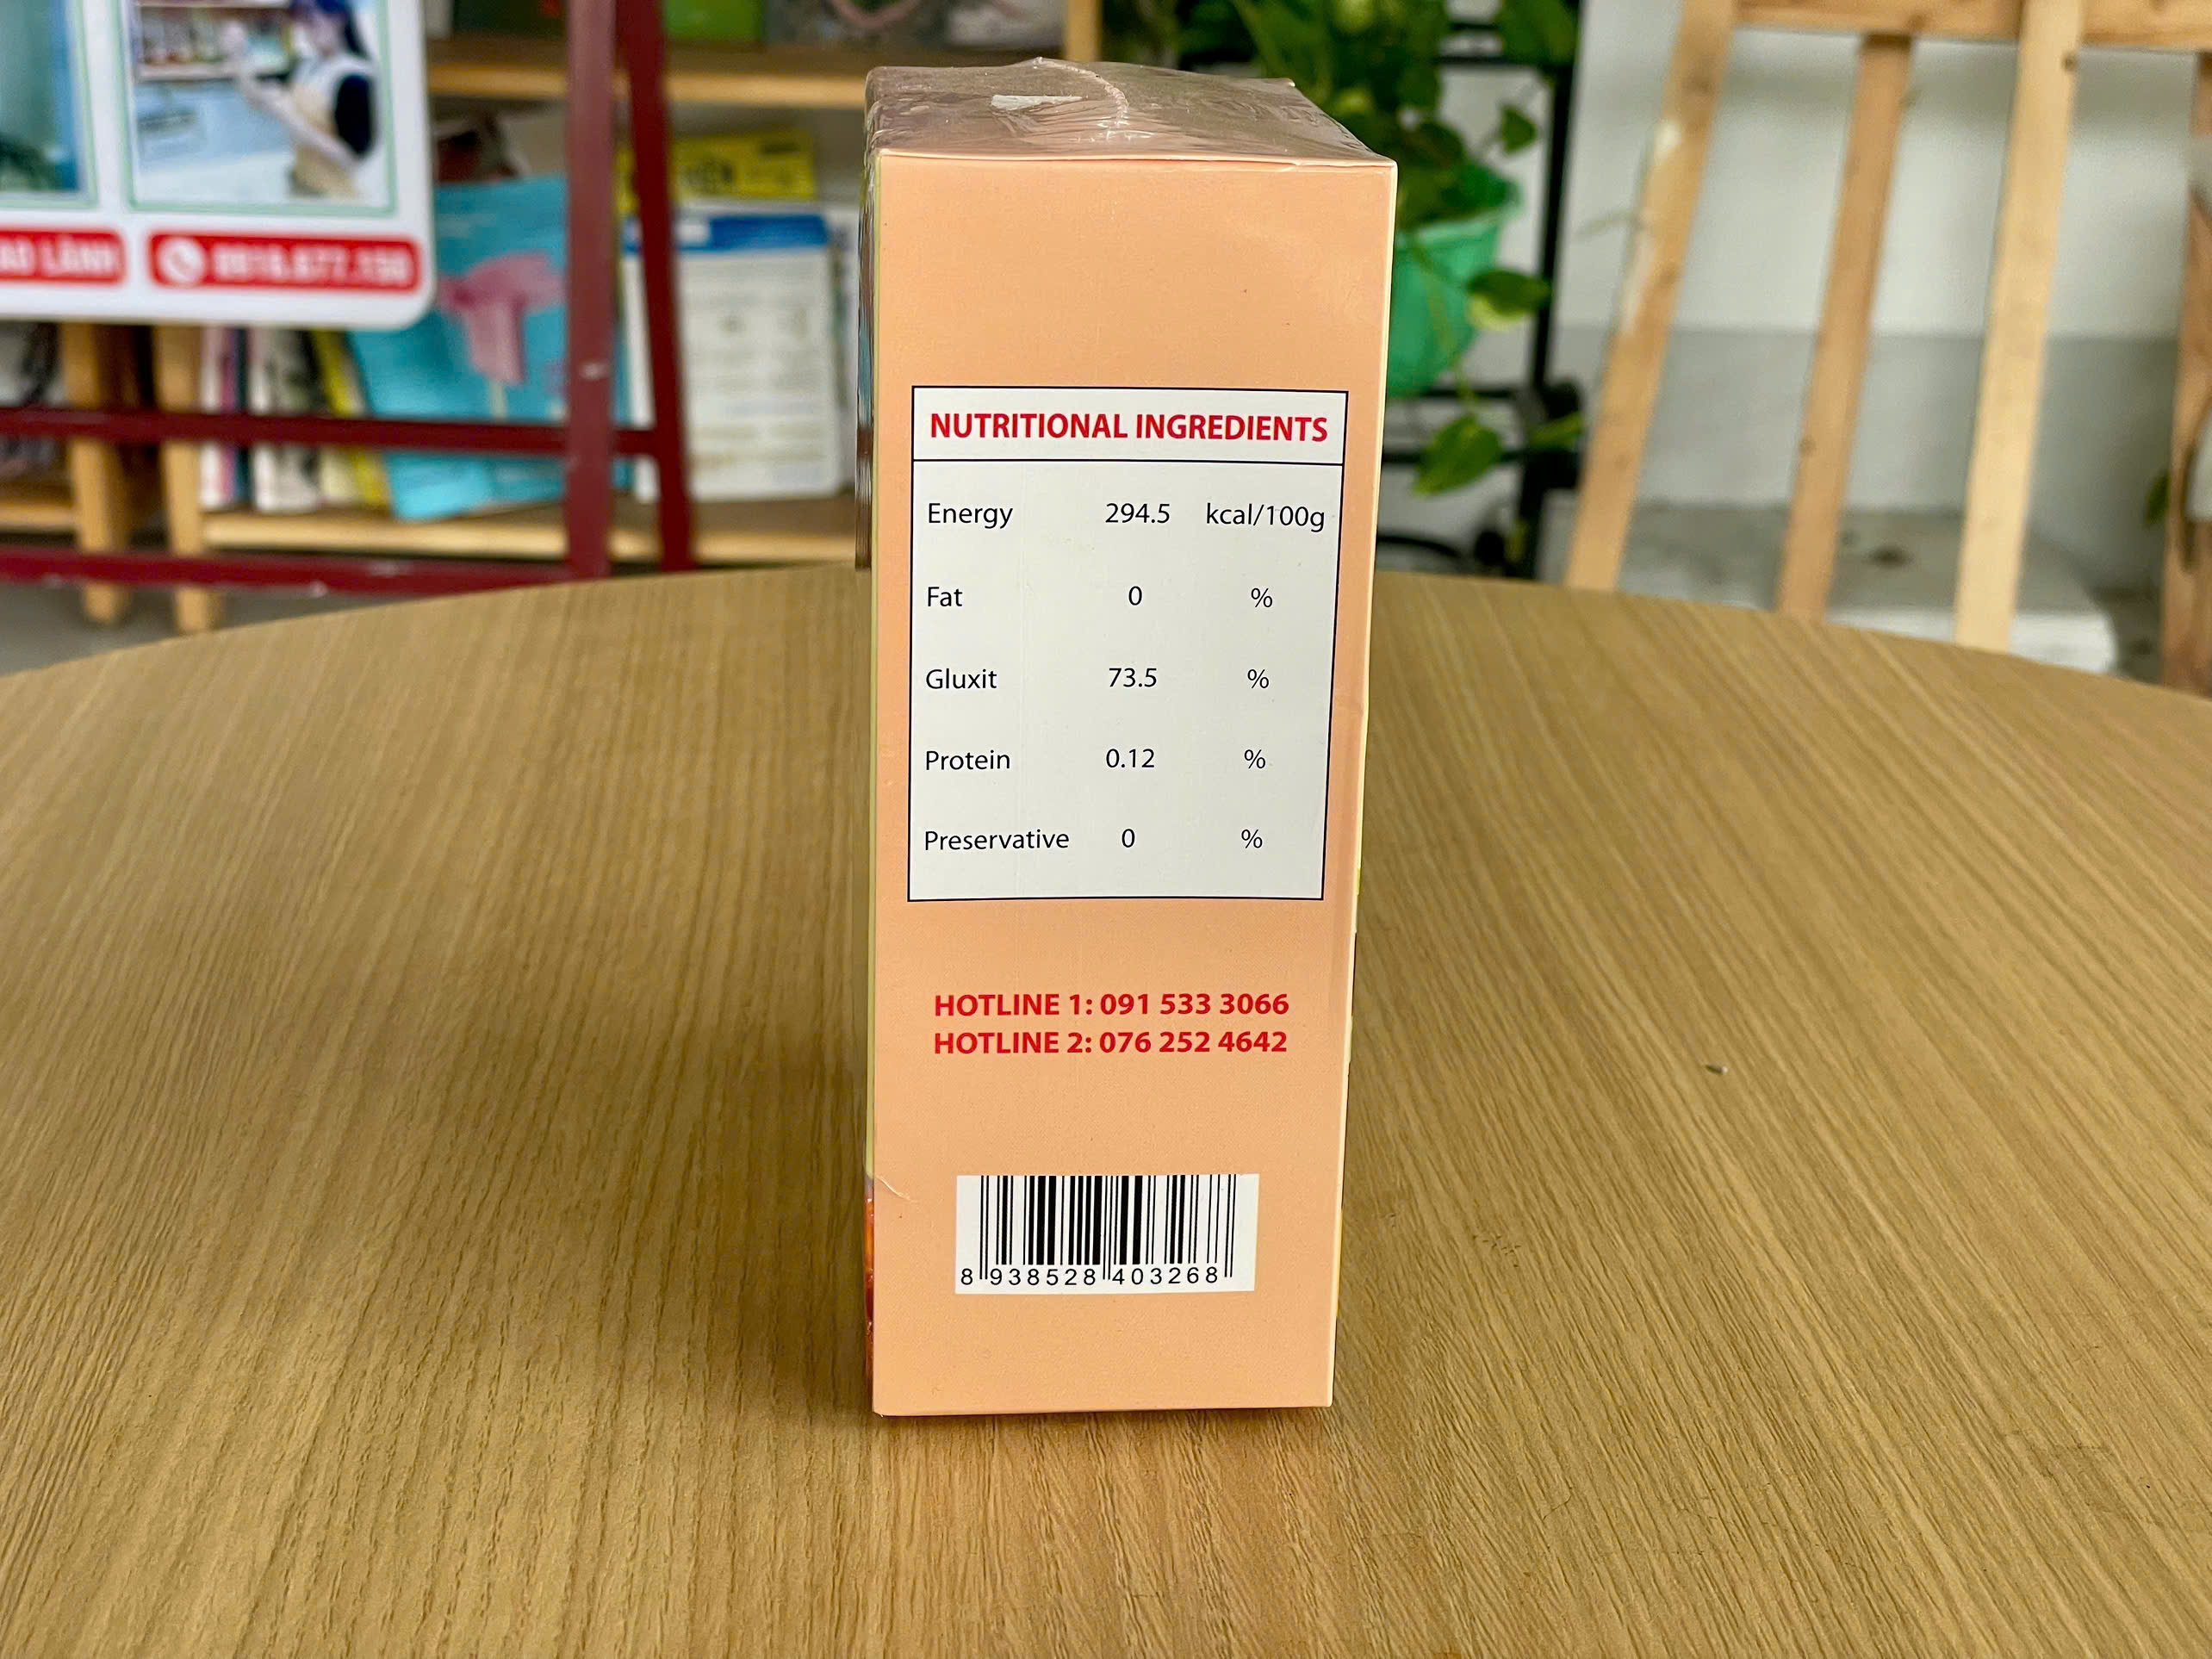 NUTRITIONAL INGREDIENTS
Energy 294.5 kcal/100g
Fat 0 %
Gluxit 73.5 %
Protein 0.12 %
Preservative 0 %
HOTLINE 1: 091 533 3066
HOTLINE 2: 076 252 4642
8 938528 403268